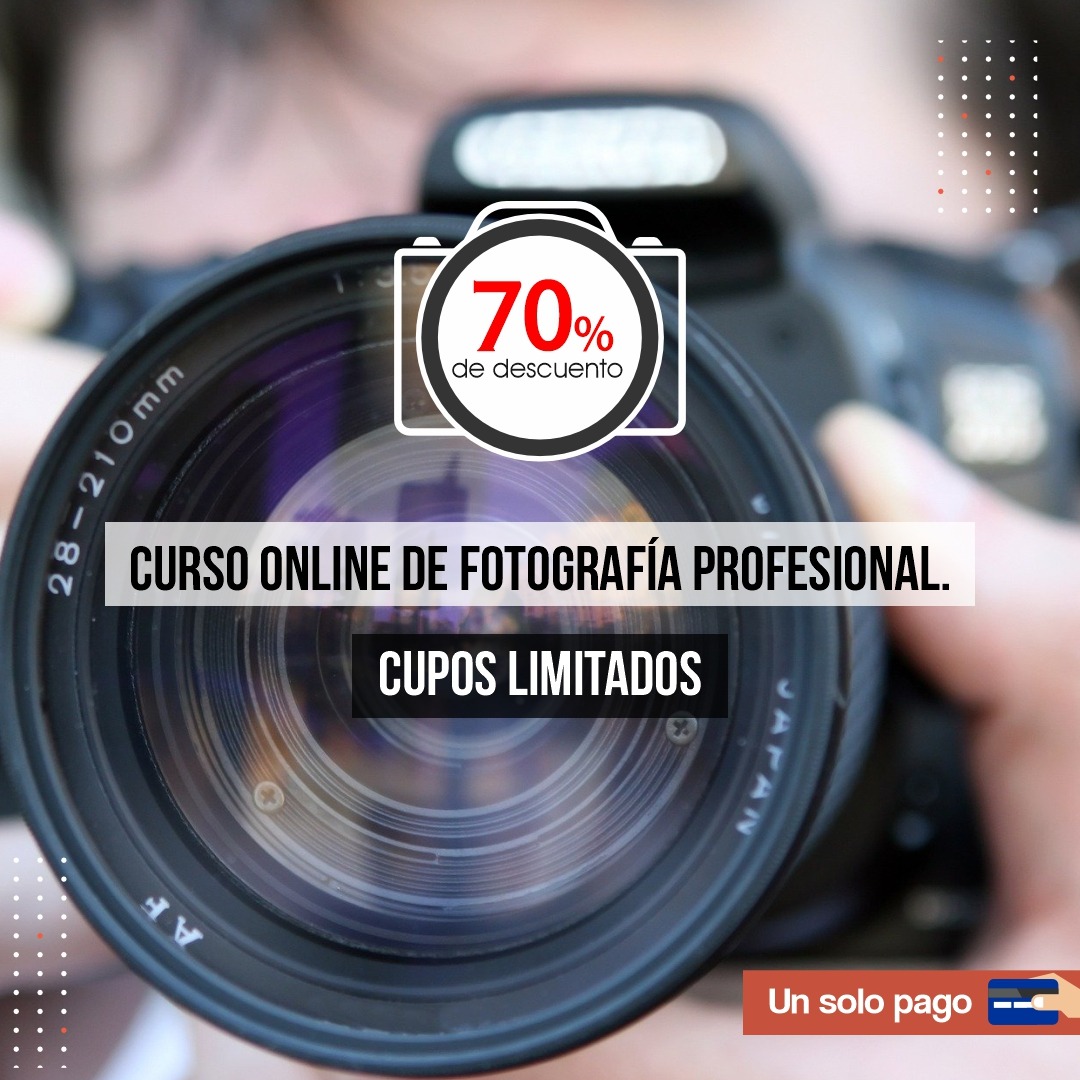 70%
de descuento
28-210mm
CURSO ONLINE DE FOTOGRAFÍA PROFESIONAL.
CUPOS LIMITADOS
JAPAN
AF
Un solo pago